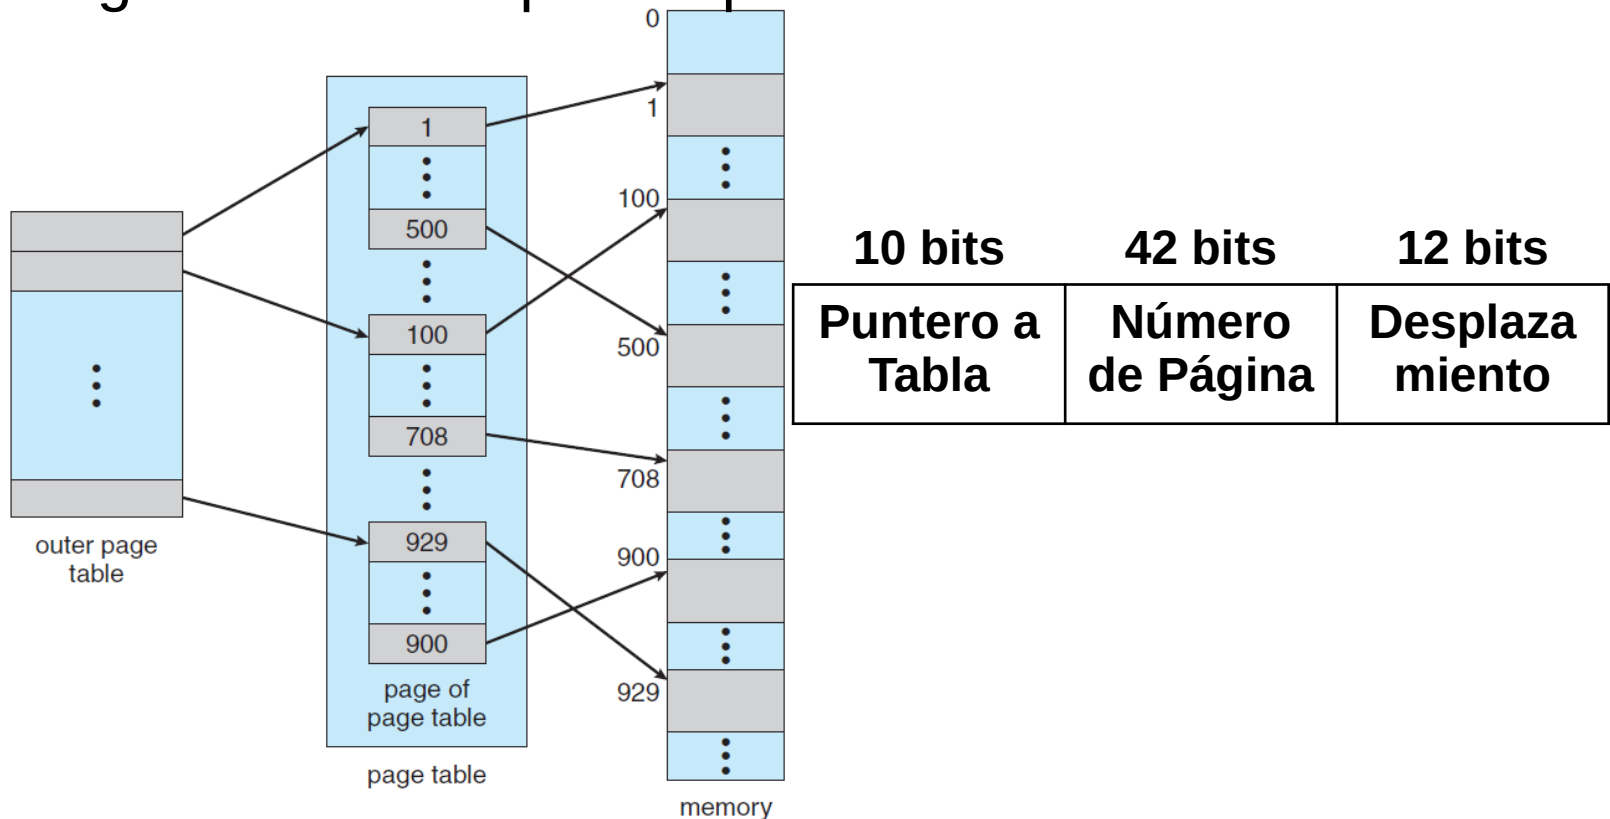 0
1
100
500
708
900
929
1
500
100
708
929
900
outer page
table
page of
page table
page table
memory
10 bits
42 bits
12 bits
Puntero a
Tabla
Número
de Página
Desplaza
miento